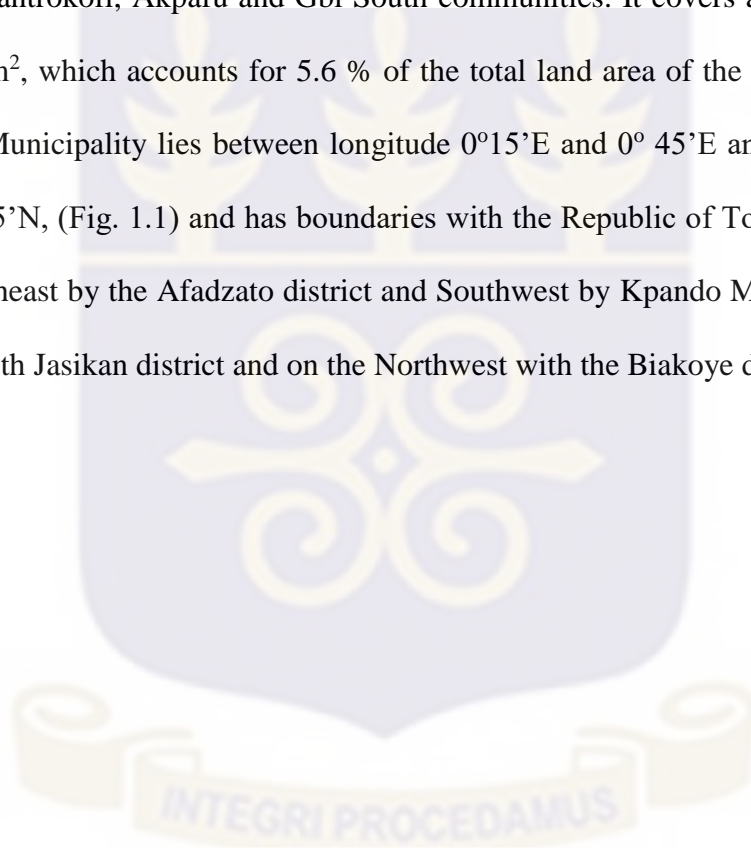 Akpafu and Gbi South communities. It covers a
m², which accounts for 5.6 % of the total land area of the
Municipality lies between longitude 0º15’E and 0º 45’E an
5’N, (Fig. 1.1) and has boundaries with the Republic of To
heast by the Afadzato district and Southwest by Kpando M
th Jasikan district and on the Northwest with the Biakoye d
INTEGRI PROCEDAMUS